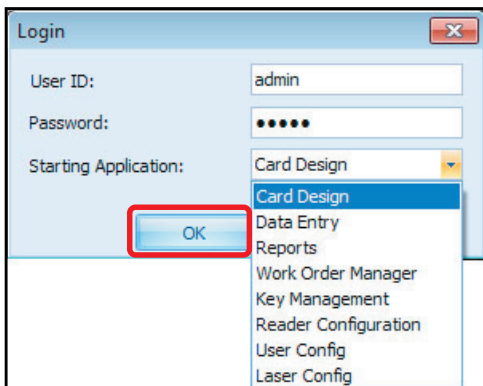 Login
User ID: admin
Password: •••••
Starting Application: Card Design
Card Design
Data Entry
OK
Reports
Work Order Manager
Key Management
Reader Configuration
User Config
Laser Config